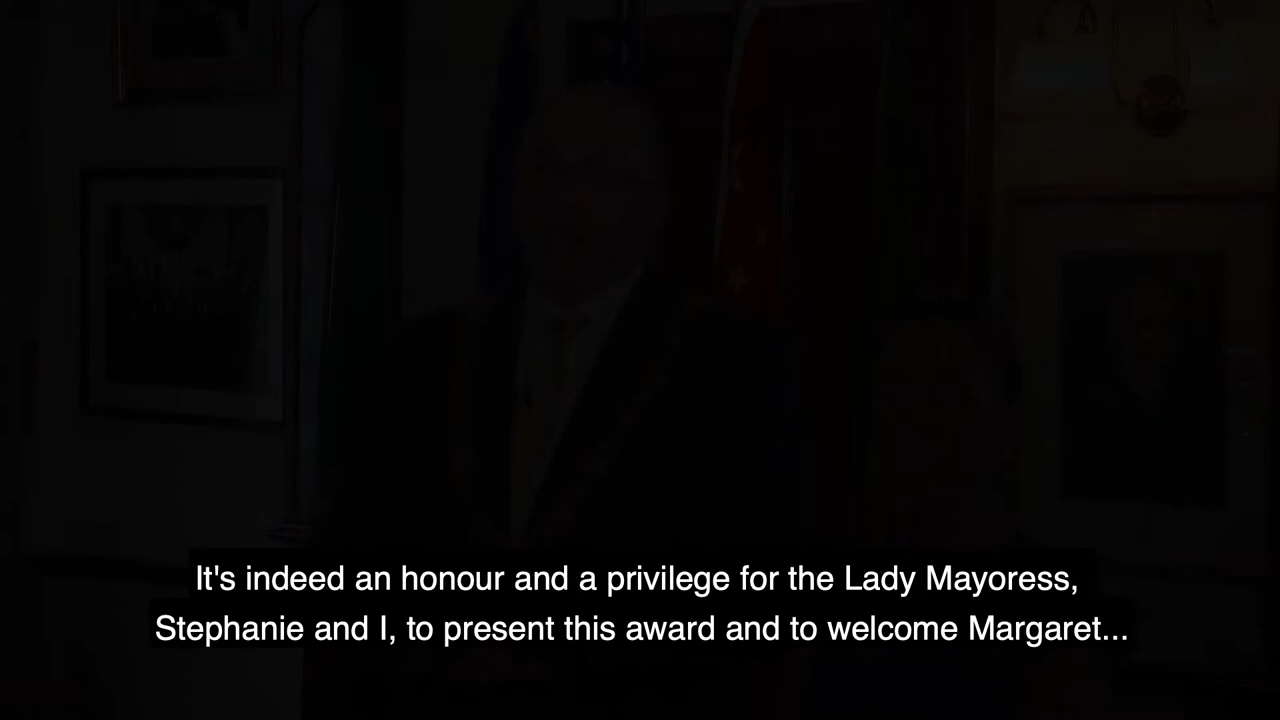 It's indeed an honour and a privilege for the Lady Mayoress,
Stephanie and I, to present this award and to welcome Margaret...